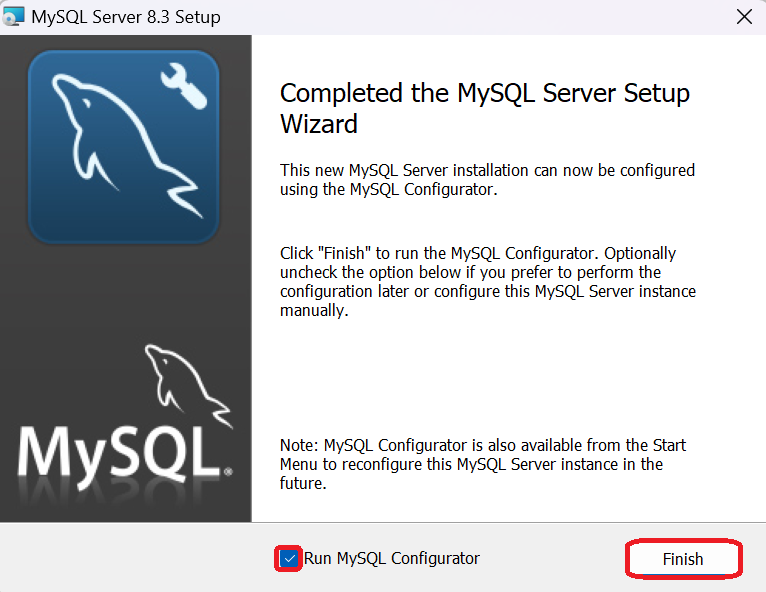 MySQL Server 8.3 Setup
Completed the MySQL Server Setup
Wizard
This new MySQL Server installation can now be configured
using the MySQL Configurator.
Click "Finish" to run the MySQL Configurator. Optionally
uncheck the option below if you prefer to perform the
configuration later or configure this MySQL Server instance
manually.
MySQL®
Note: MySQL Configurator is also available from the Start
Menu to reconfigure this MySQL Server instance in the
future.
Run MySQL Configurator
Finish